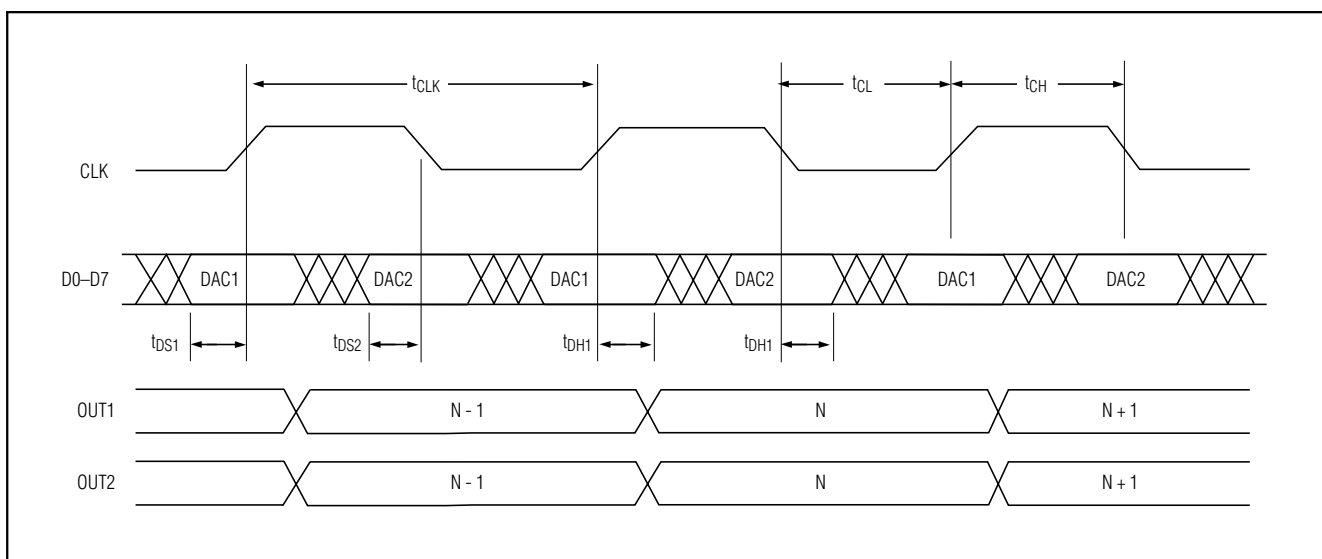 tCLK tCL tCH
CLK
D0–D7 DAC1 DAC2 DAC1 DAC2 DAC1 DAC2
tDS1 tDS2 tDH1 tDH1
OUT1 N - 1 N N + 1
OUT2 N - 1 N N + 1